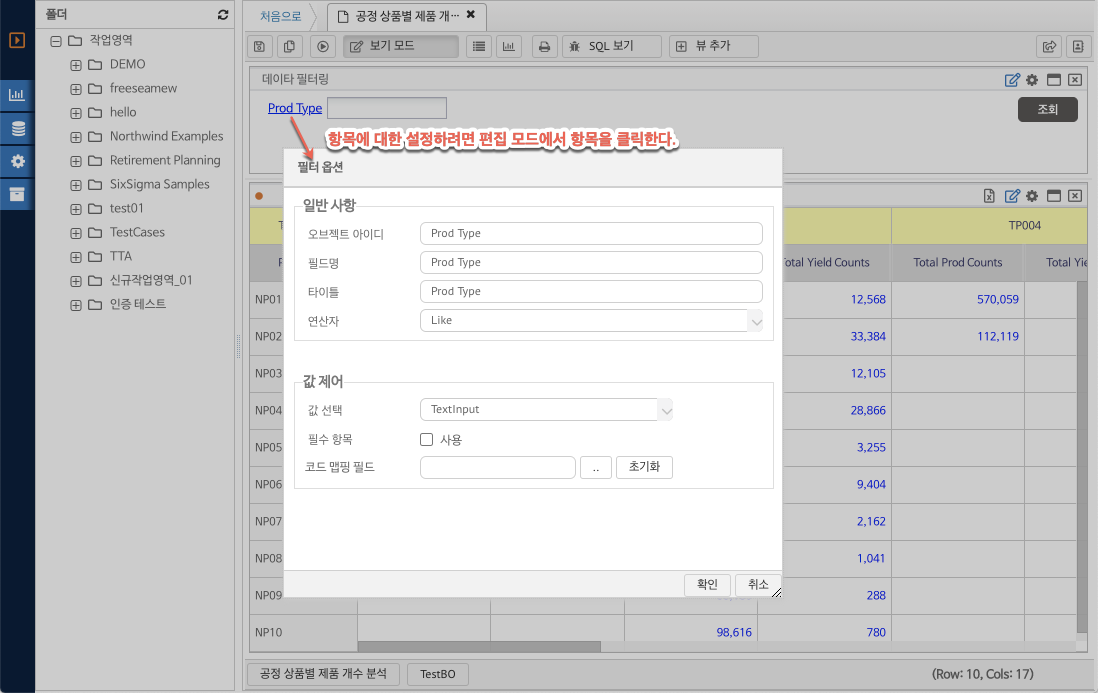 폴더
작업영역
DEMO
freeseamew
hello
Northwind Examples
Retirement Planning
SixSigma Samples
test01
TestCases
TTA
신규작업영역_01
인증 테스트
처음으로
공정 상품별 제품 개··· ✖
보기 모드
SQL 보기
뷰 추가
데이타 필터링
Prod Type
조회
항목에 대한 설정하려면 편집 모드에서 항목을 클릭한다.
필터 옵션
일반 사항
오브젝트 아이디 Prod Type
필드명 Prod Type
타이틀 Prod Type
연산자 Like
값 제어
값 선택 TextInput
필수 항목 사용
코드 맵핑 필드 .. 초기화
확인 취소
TP004
Total Yield Counts Total Prod Counts Total Yie
NP01 12,568 570,059
NP02 33,384 112,119
NP03 12,105
NP04 28,866
NP05 3,255
NP06 9,404
NP07 2,162
NP08 1,041
NP09 288
NP10 98,616 780
공정 상품별 제품 개수 분석 TestBO (Row: 10, Cols: 17)